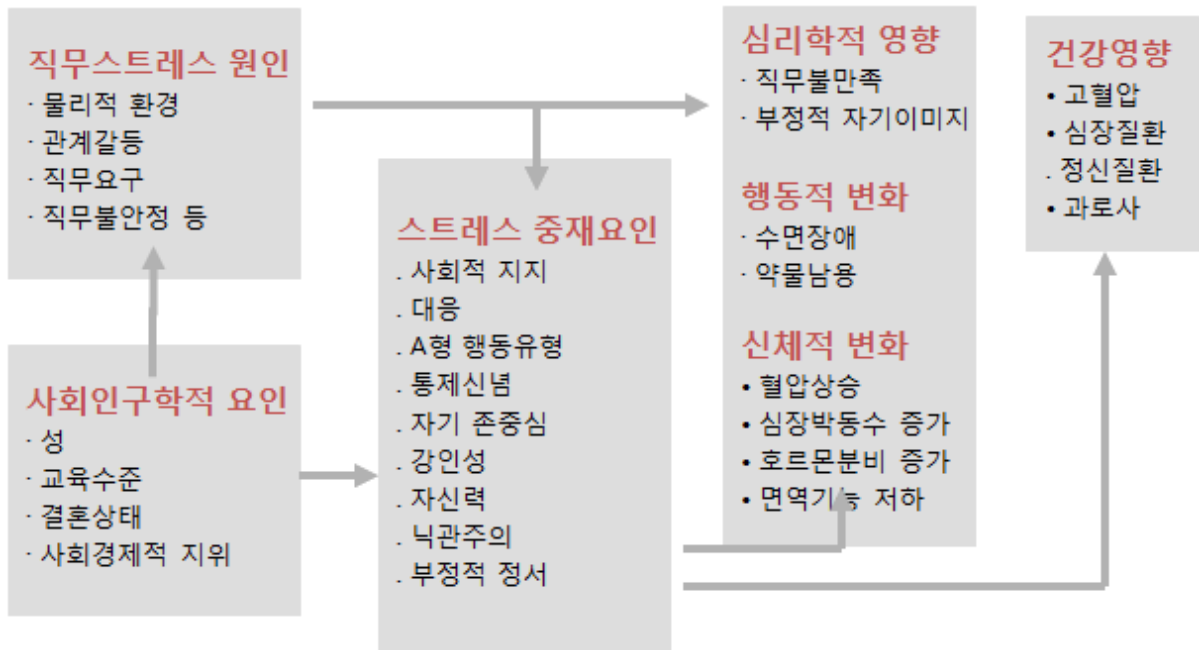 직무스트레스 원인
· 물리적 환경
· 관계갈등
· 직무요구
· 직무불안정 등
사회인구학적 요인
· 성
· 교육수준
· 결혼상태
· 사회경제적 지위
스트레스 중재요인
. 사회적 지지
. 대응
. A형 행동유형
. 통제신념
. 자기 존중심
. 강인성
. 자신력
. 닉관주의
. 부정적 정서
심리학적 영향
· 직무불만족
· 부정적 자기이미지
행동적 변화
· 수면장애
· 약물남용
신체적 변화
• 혈압상승
• 심장박동수 증가
• 호르몬분비 증가
• 면역기능 저하
건강영향
• 고혈압
• 심장질환
. 정신질환
• 과로사